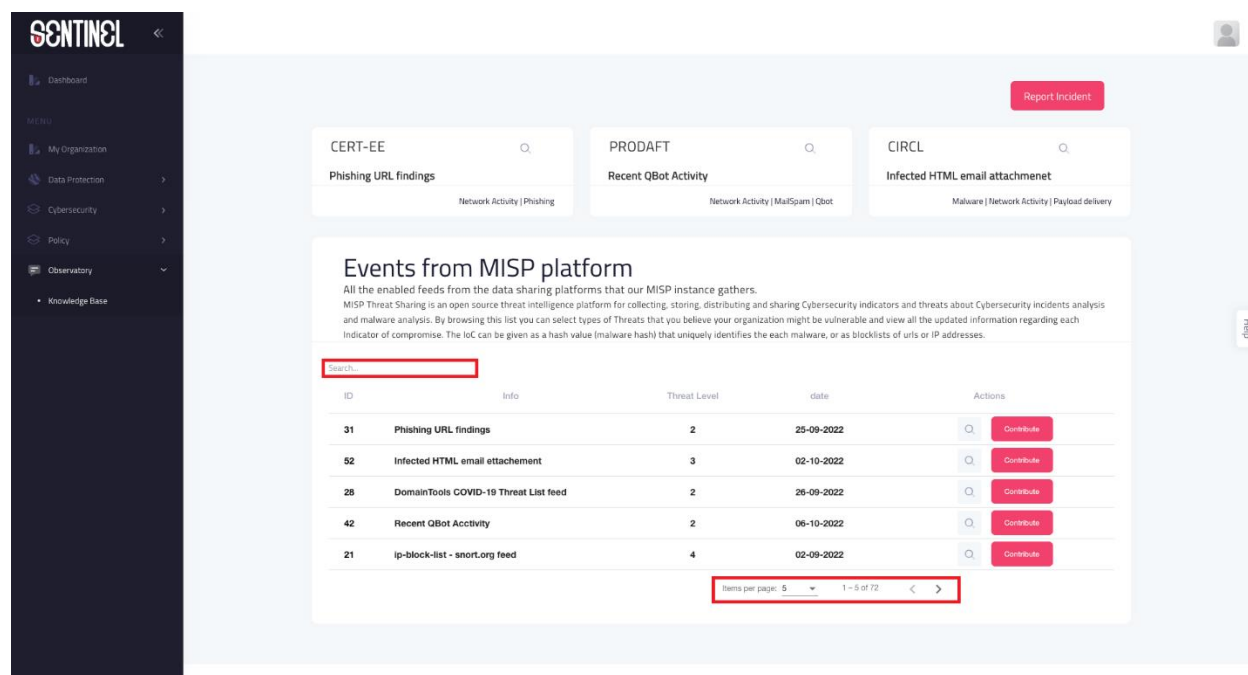 SENTINEL
Dashboard
MENU
My Organization
Data Protection
Cybersecurity
Policy
Observatory
Knowledge Base
Report Incident
CERT-EE
Phishing URL findings
Network Activity | Phishing
PRODAFT
Recent QBot Activity
Network Activity | MailSpam | Qbot
CIRCL
Infected HTML email attachmenet
Malware | Network Activity | Payload delivery
Events from MISP platform
All the enabled feeds from the data sharing platforms that our MISP instance gathers.
MISP Threat Sharing is an open source threat intelligence platform for collecting, storing, distributing and sharing Cybersecurity indicators and threats about Cybersecurity incidents analysis
and malware analysis. By browsing this list you can select types of Threats that you believe your organization might be vulnerable and view all the updated information regarding each
Indicator of compromise. The IoC can be given as a hash value (malware hash) that uniquely identifies the each malware, or as blocklists of urls or IP addresses.
Search...
ID Info Threat Level date Actions
31 Phishing URL findings 2 25-09-2022 Contribute
52 Infected HTML email ettachement 3 02-10-2022 Contribute
28 DomainTools COVID-19 Threat List feed 2 26-09-2022 Contribute
42 Recent QBot Acctivity 2 06-10-2022 Contribute
21 ip-block-list - snort.org feed 4 02-09-2022 Contribute
Items per page: 5 1 – 5 of 72
Help